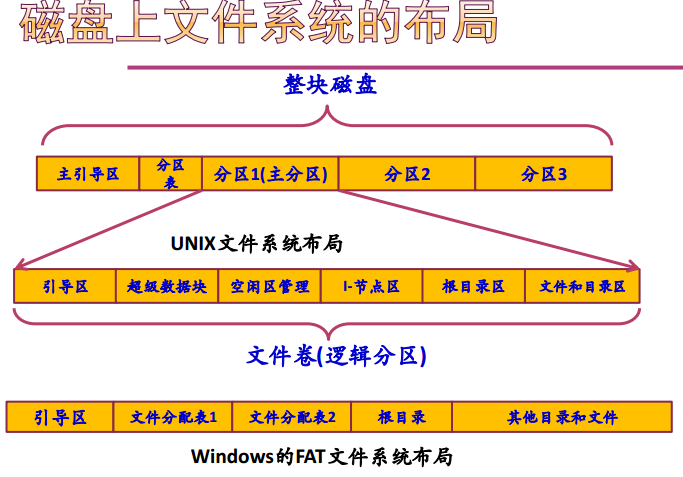 磁盘上文件系统的布局
整块磁盘
主引导区
分区
表
分区1(主分区)
分区2
分区3
UNIX文件系统布局
引导区
超级数据块
空闲区管理
I-节点区
根目录区
文件和目录区
文件卷(逻辑分区)
引导区
文件分配表1
文件分配表2
根目录
其他目录和文件
Windows的FAT文件系统布局